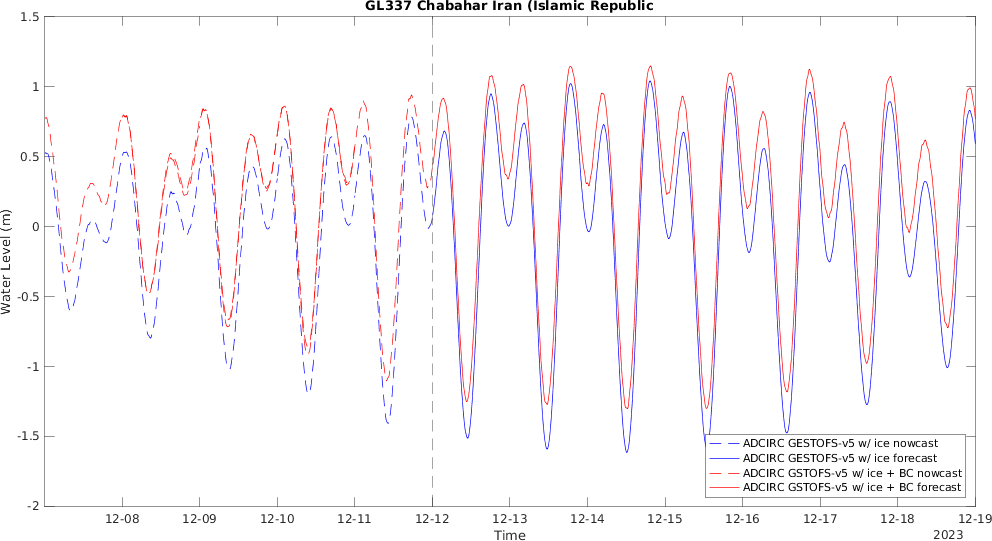 GL337 Chabahar Iran (Islamic Republic
1.5
1
0.5
0
-0.5
-1
-1.5
-2
Water Level (m)
12-08 12-09 12-10 12-11 12-12 12-13 12-14 12-15 12-16 12-17 12-18 12-19
Time
2023
ADCIRC GESTOFS-v5 w/ ice nowcast
ADCIRC GESTOFS-v5 w/ ice forecast
ADCIRC GSTOFS-v5 w/ ice + BC nowcast
ADCIRC GSTOFS-v5 w/ ice + BC forecast